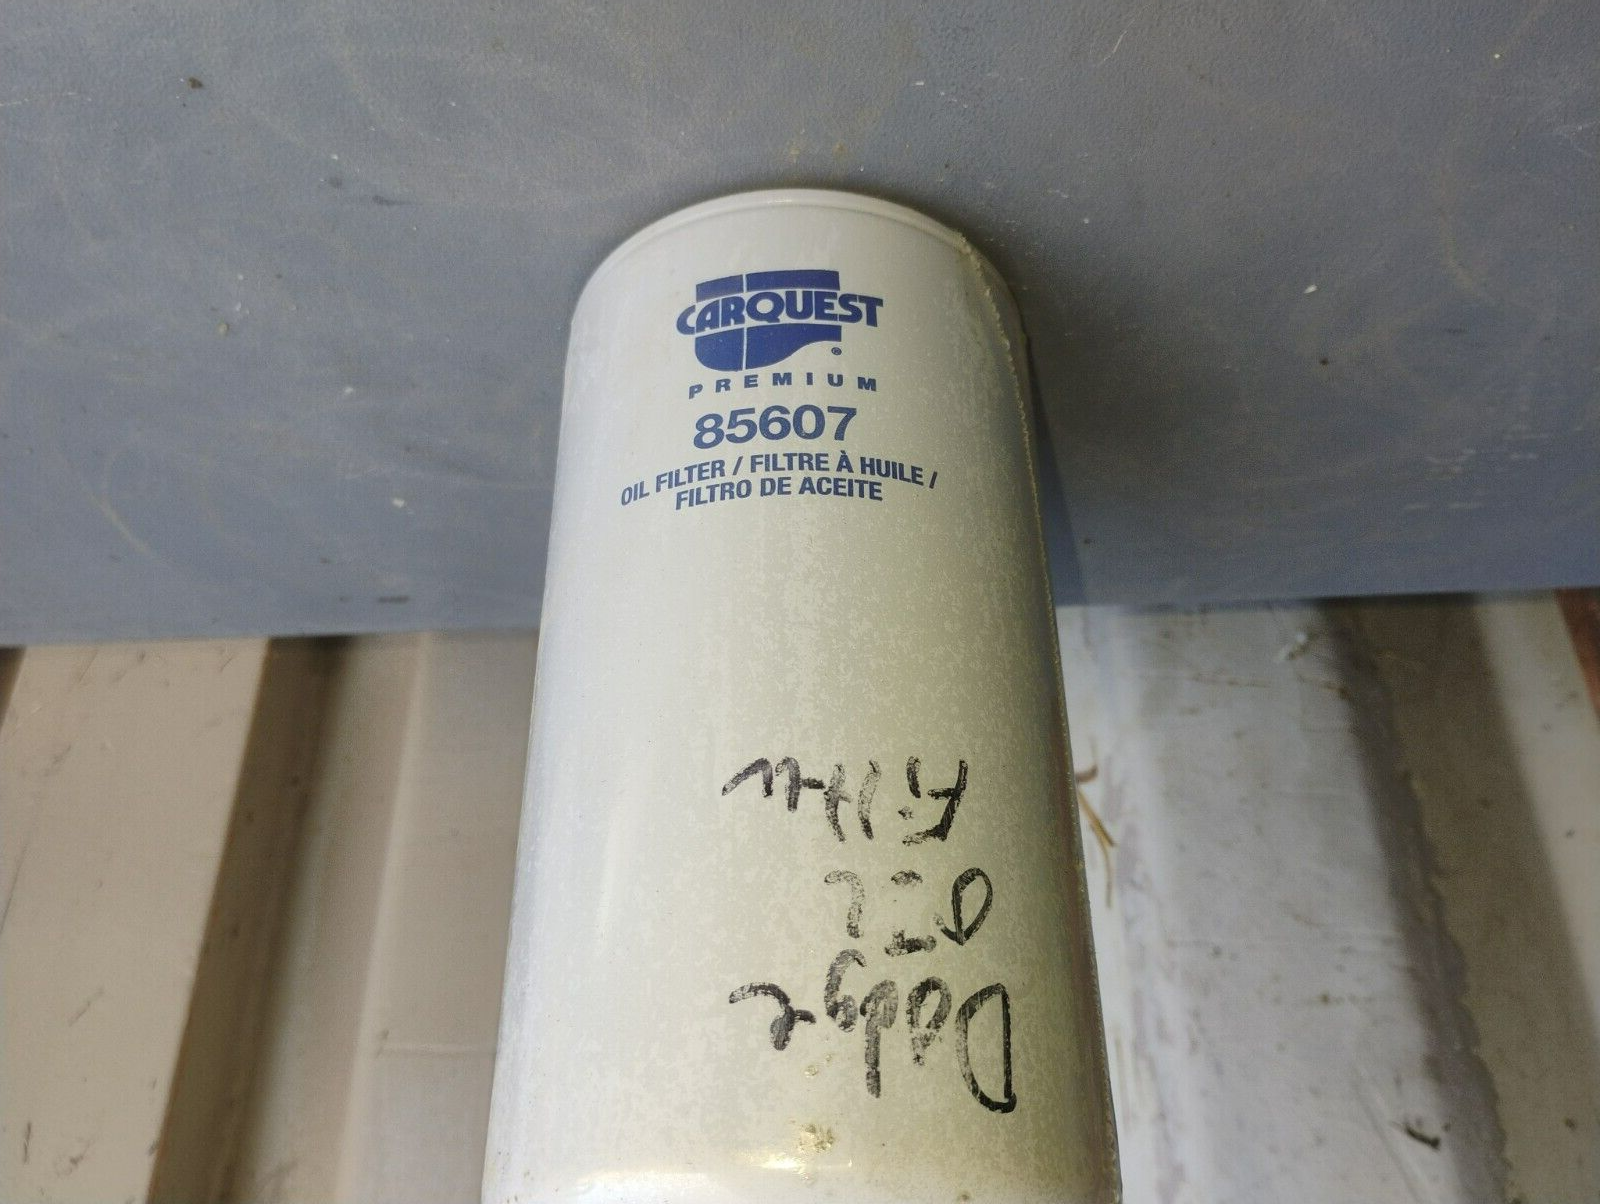 CARQUEST
®
PREMIUM
85607
OIL FILTER / FILTRE À HUILE /
FILTRO DE ACEITE
Dodge
OIL
Filter